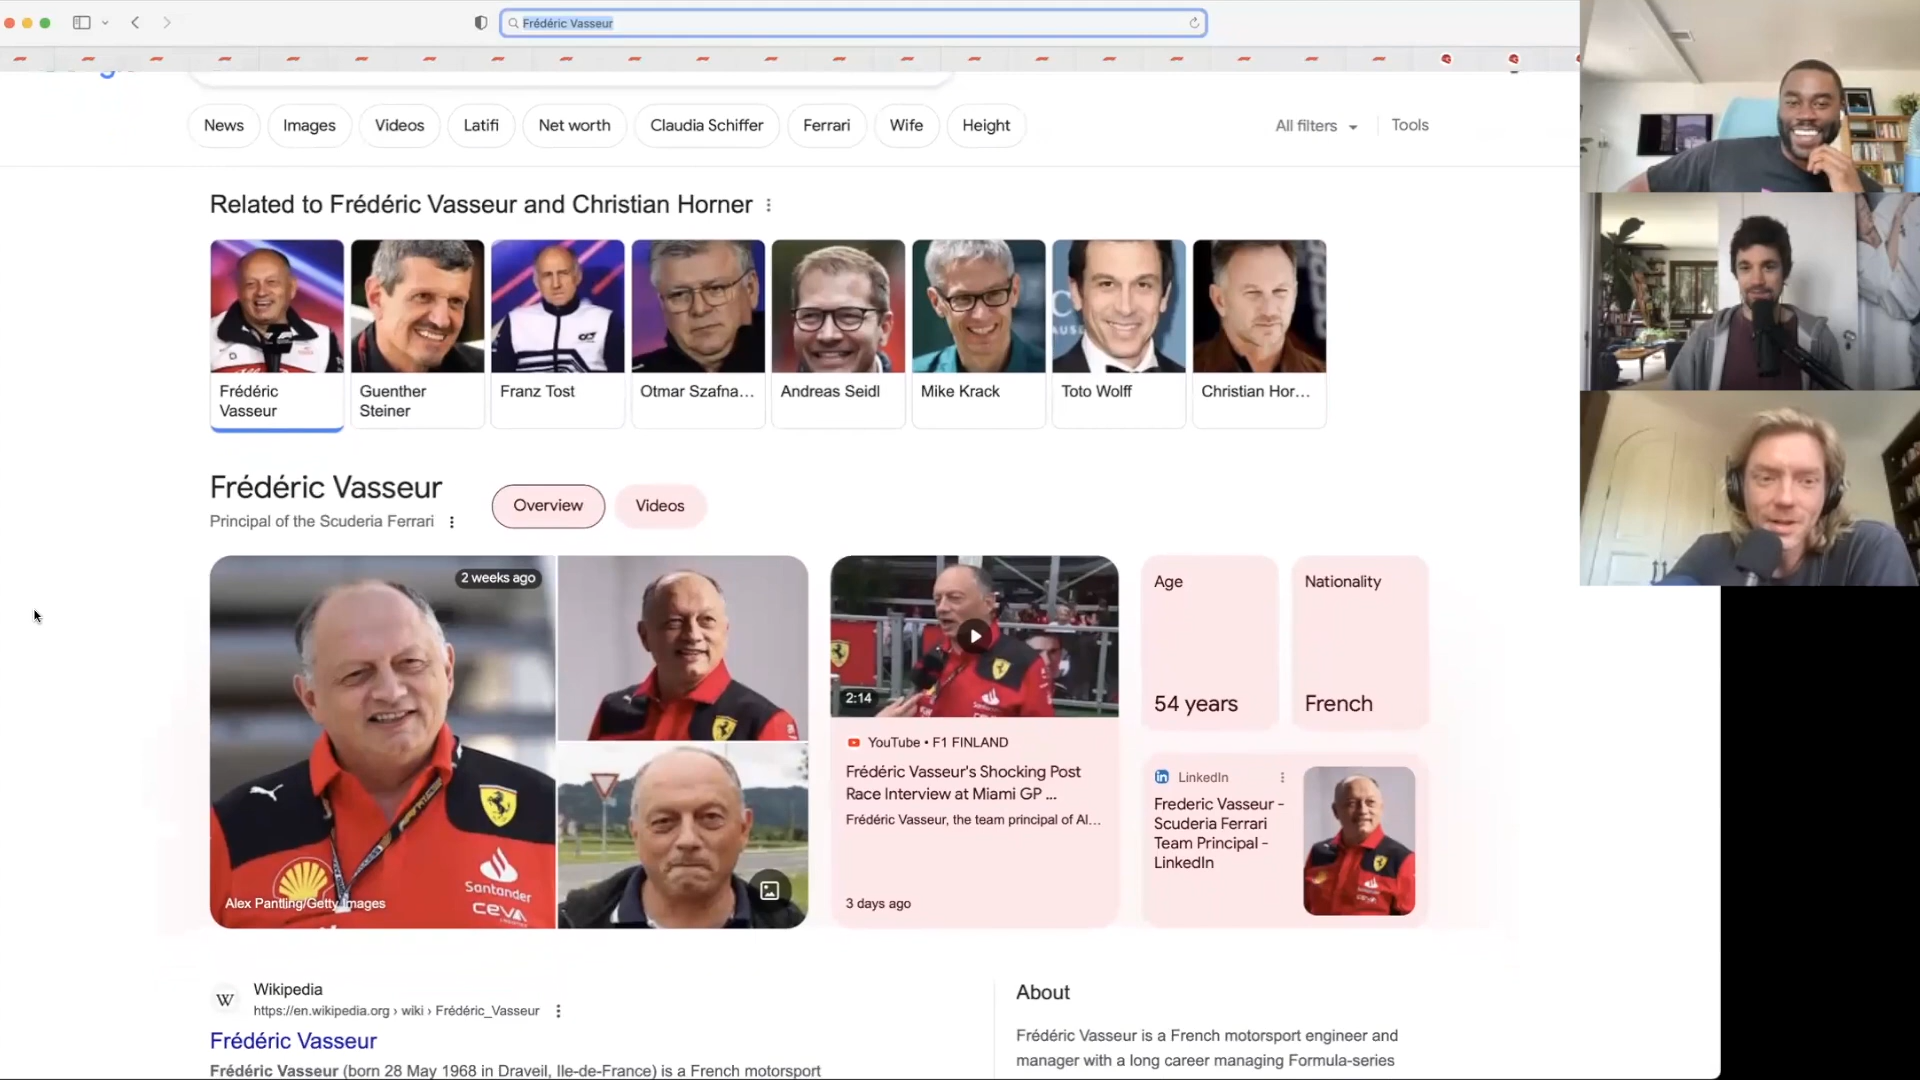 Frédéric Vasseur
News
Images
Videos
Latifi
Net worth
Claudia Schiffer
Ferrari
Wife
Height
All filters
Tools
Related to Frédéric Vasseur and Christian Horner
Frédéric
Vasseur
Guenther
Steiner
Franz Tost
Otmar Szafna...
Andreas Seidl
Mike Krack
Toto Wolff
Christian Hor...
Frédéric Vasseur
Principal of the Scuderia Ferrari
Overview
Videos
2 weeks ago
Santander
ceva
Alex Pantling/Getty Images
2:14
YouTube • F1 FINLAND
Frédéric Vasseur's Shocking Post
Race Interview at Miami GP ...
Frédéric Vasseur, the team principal of Al...
3 days ago
Age
54 years
Nationality
French
LinkedIn
Frederic Vasseur -
Scuderia Ferrari
Team Principal -
LinkedIn
W
Wikipedia
https://en.wikipedia.org › wiki › Frédéric_Vasseur
Frédéric Vasseur
Frédéric Vasseur (born 28 May 1968 in Draveil, Ile-de-France) is a French motorsport
About
Frédéric Vasseur is a French motorsport engineer and
manager with a long career managing Formula-series